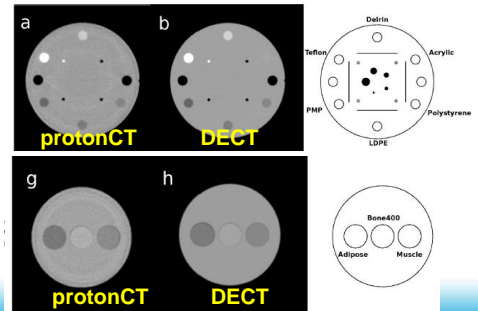 a
b
Delrin
Teflon
Acrylic
PMP
Polystyrene
LDPE
protonCT
DECT
g
h
Bone400
Adipose
Muscle
protonCT
DECT